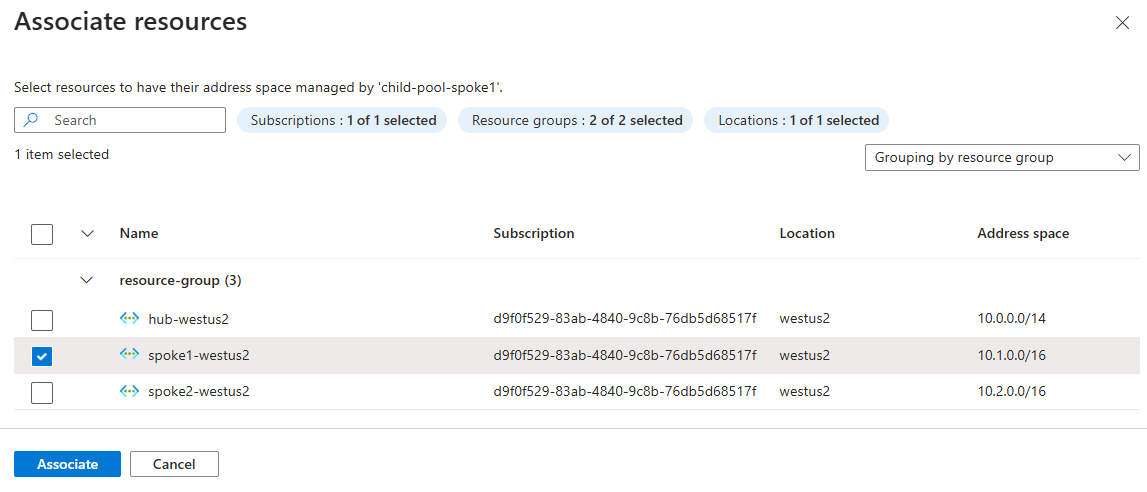 Associate resources
Select resources to have their address space managed by 'child-pool-spoke1'.
Search Subscriptions : 1 of 1 selected Resource groups : 2 of 2 selected Locations : 1 of 1 selected
1 item selected
Grouping by resource group
Name Subscription Location Address space
resource-group (3)
hub-westus2 d9f0f529-83ab-4840-9c8b-76db5d68517f westus2 10.0.0.0/14
spoke1-westus2 d9f0f529-83ab-4840-9c8b-76db5d68517f westus2 10.1.0.0/16
spoke2-westus2 d9f0f529-83ab-4840-9c8b-76db5d68517f westus2 10.2.0.0/16
Associate Cancel